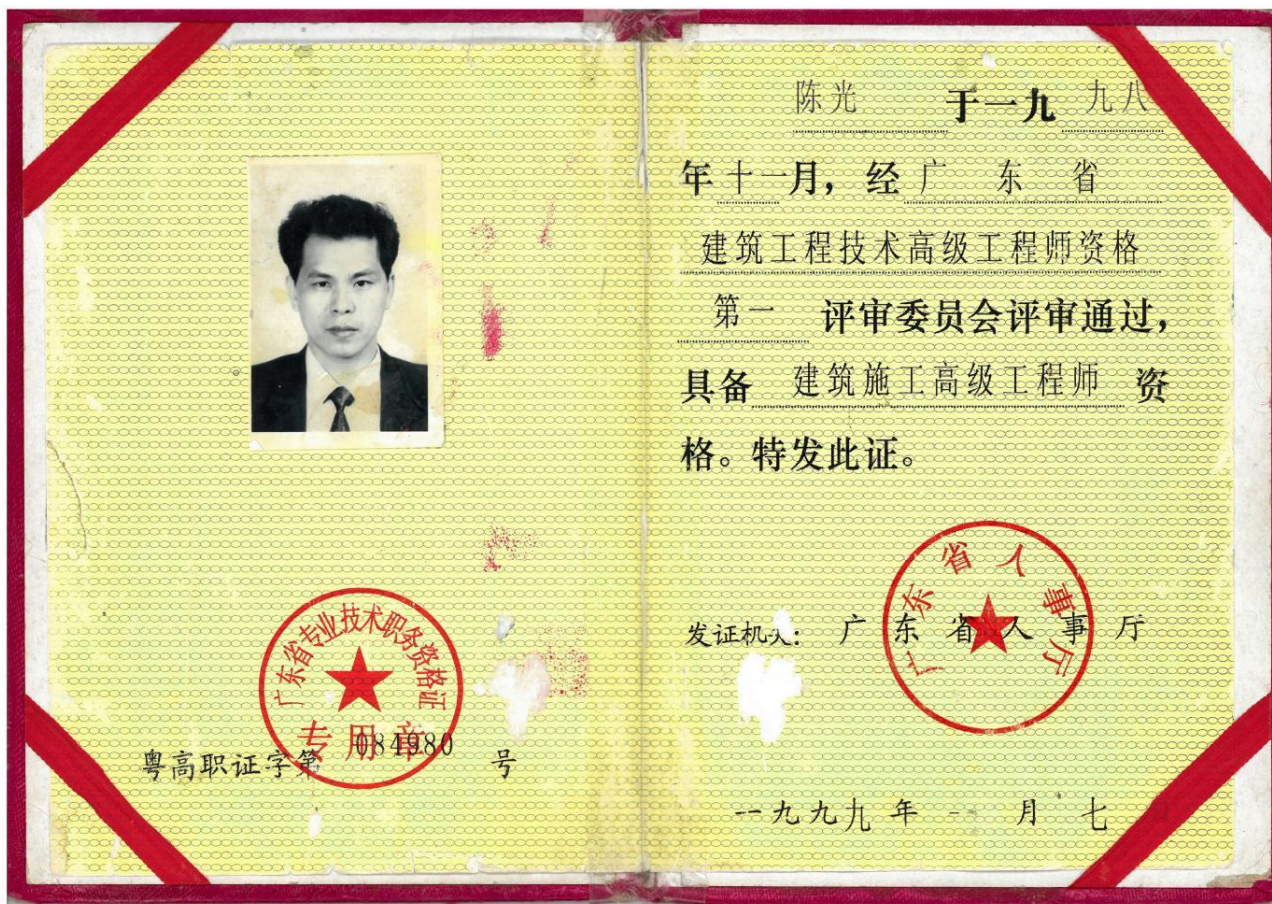 广东省专业技术职务资格证
专用章
粤高职证字第 084980 号
陈光 于一九 九八
年十一月，经广东省
建筑工程技术高级工程师资格
第一 评审委员会评审通过，
具备 建筑施工高级工程师 资
格。特发此证。
广东省人事厅
发证机关：广东省人事厅
一九九九年一月七